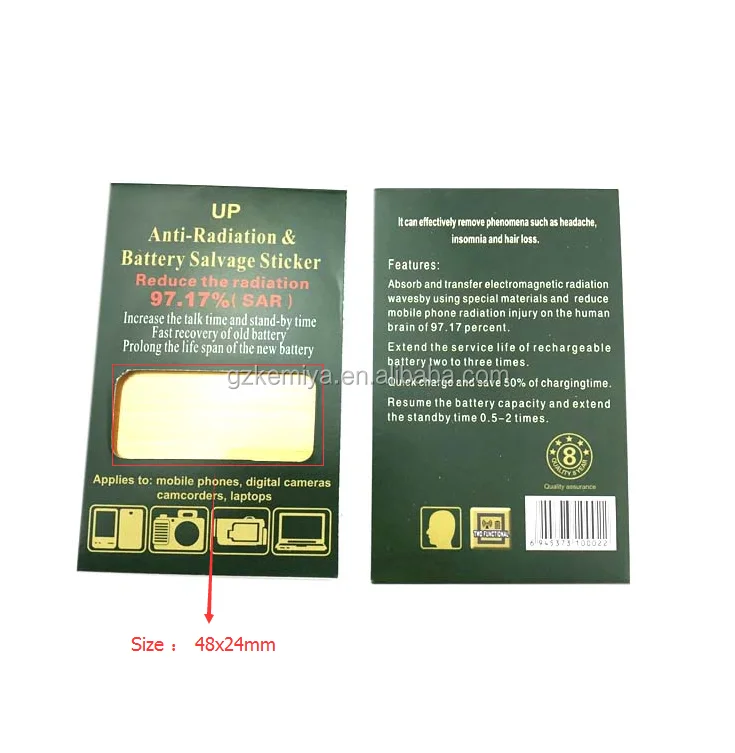 UP
Anti-Radiation &
Battery Salvage Sticker
Reduce the radiation
97.17%( SAR )
Increase the talk time and stand-by time
Fast recovery of old battery
Prolong the life span of the new battery
gzkemiya.en.alibaba.com
Applies to: mobile phones, digital cameras
camcorders, laptops
Size : 48x24mm
It can effectively remove phenomena such as headache,
insomnia and hair loss.
Features:
Absorb and transfer electromagnetic radiation
wavesby using special materials and reduce
mobile phone radiation injury on the human
brain of 97.17 percent.
Extend the service life of rechargeable
battery two to three times.
Quick charge and save 50% of chargingtime.
Resume the battery capacity and extend
the standby time 0.5-2 times.
8
QUALITY.8 YEAR
Quality assurance
TWO FUNCTIONAL
6 943373 100022